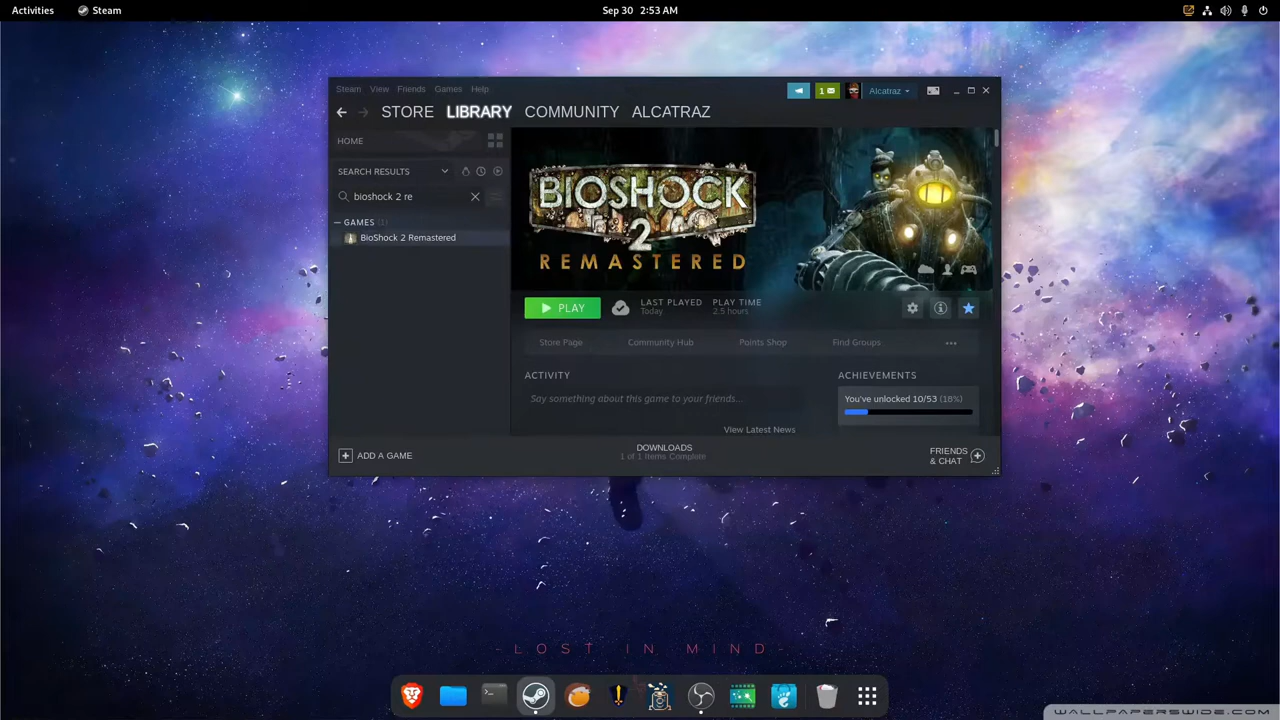 Activities
Steam
Sep 30 2:53 AM
Steam View Friends Games Help
1
Alcatraz
STORE LIBRARY COMMUNITY ALCATRAZ
HOME
SEARCH RESULTS
bioshock 2 re
GAMES (1)
BioShock 2 Remastered
BIOSHOCK
2
REMASTERED
PLAY
LAST PLAYED
Today
PLAY TIME
2.5 hours
Store Page
Community Hub
Points Shop
Find Groups
ACTIVITY
Say something about this game to your friends...
View Latest News
ACHIEVEMENTS
You've unlocked 10/53 (18%)
ADD A GAME
DOWNLOADS
1 of 1 Items Complete
FRIENDS
& CHAT
- LOST IN MIND -
WALLPAPERSWIDE.COM